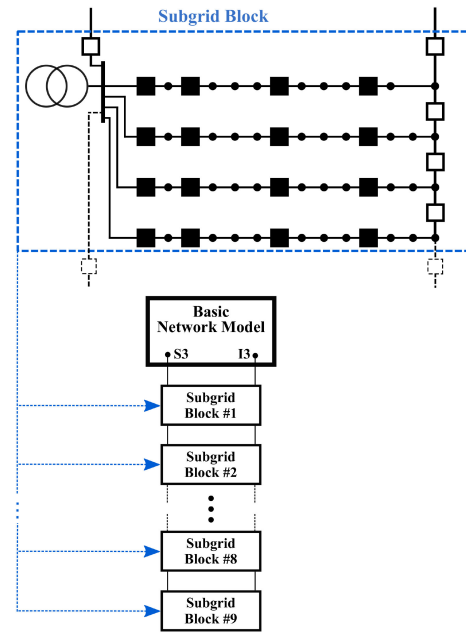 Subgrid Block
Basic
Network Model
S3 I3
Subgrid
Block #1
Subgrid
Block #2
Subgrid
Block #8
Subgrid
Block #9